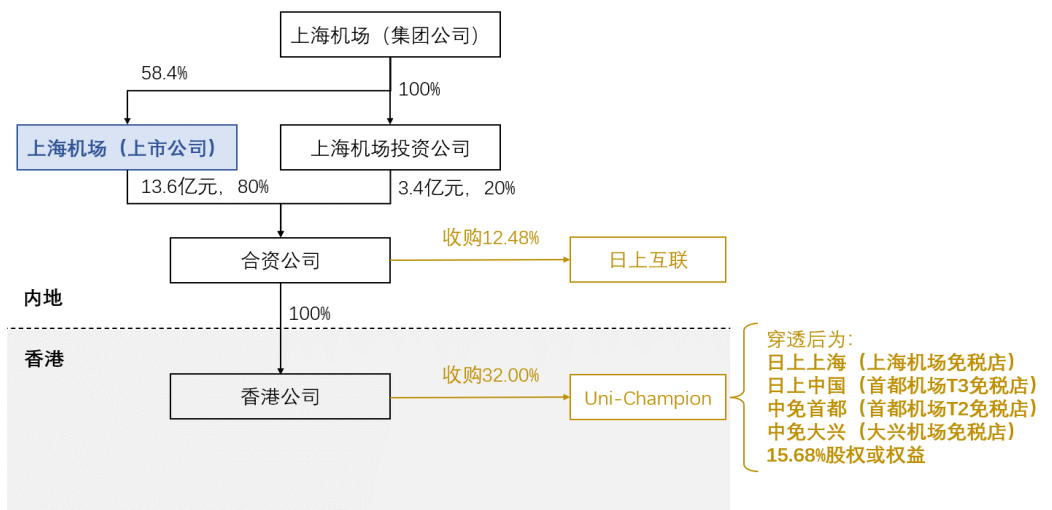 上海机场（集团公司）
58.4%
100%
上海机场（上市公司）
上海机场投资公司
13.6亿元，80%
3.4亿元，20%
合资公司
收购12.48%
日上互联
内地
100%
香港
香港公司
收购32.00%
Uni-Champion
穿透后为：
日上上海（上海机场免税店）
日上中国（首都机场T3免税店）
中免首都（首都机场T2免税店）
中免大兴（大兴机场免税店）
15.68%股权或权益